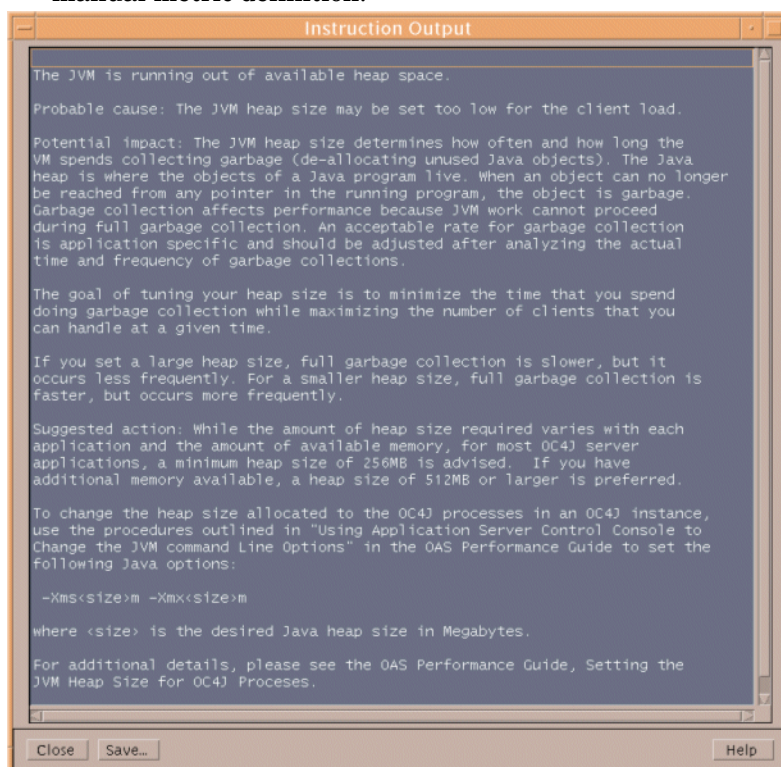 manual metric definition.
Instruction Output
The JVM is running out of available heap space.
Probable cause: The JVM heap size may be set too low for the client load.
Potential impact: The JVM heap size determines how often and how long the
VM spends collecting garbage (de-allocating unused Java objects). The Java
heap is where the objects of a Java program live. When an object can no longer
be reached from any pointer in the running program, the object is garbage.
Garbage collection affects performance because JVM work cannot proceed
during full garbage collection. An acceptable rate for garbage collection
is application specific and should be adjusted after analyzing the actual
time and frequency of garbage collections.
The goal of tuning your heap size is to minimize the time that you spend
doing garbage collection while maximizing the number of clients that you
can handle at a given time.
If you set a large heap size, full garbage collection is slower, but it
occurs less frequently. For a smaller heap size, full garbage collection is
faster, but occurs more frequently.
Suggested action: While the amount of heap size required varies with each
application and the amount of available memory, for most OC4J server
applications, a minimum heap size of 256MB is advised.  If you have
additional memory available, a heap size of 512MB or larger is preferred.
To change the heap size allocated to the OC4J processes in an OC4J instance,
use the procedures outlined in "Using Application Server Control Console to
Change the JVM command Line Options" in the OAS Performance Guide to set the
following Java options:
-Xms<size>m -Xmx<size>m
where <size> is the desired Java heap size in Megabytes.
For additional details, please see the OAS Performance Guide, Setting the
JVM Heap Size for OC4J Proceses.
Close Save... Help